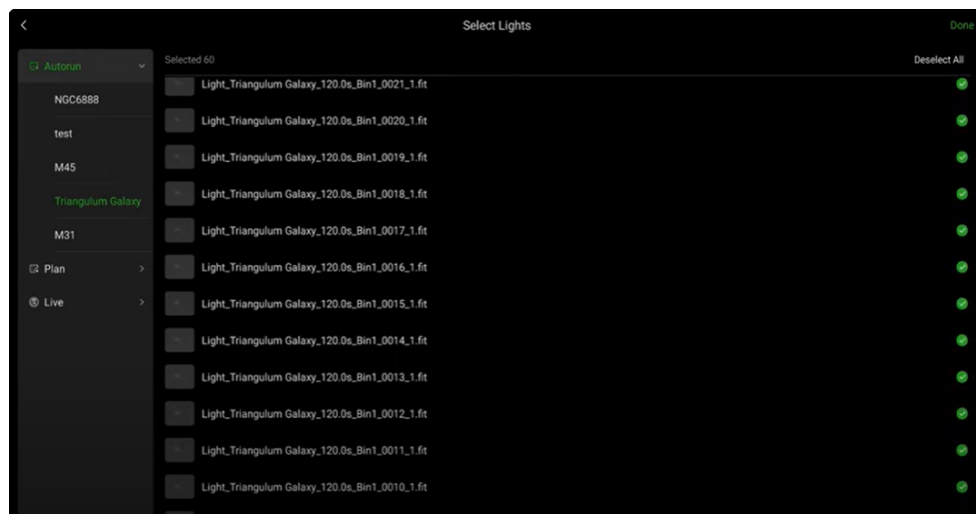 Select Lights
Done
Autorun
NGC6888
test
M45
Triangulum Galaxy
M31
Plan
Live
Selected 60
Deselect All
Light_Triangulum Galaxy_120.0s_Bin1_0021_1.fit
Light_Triangulum Galaxy_120.0s_Bin1_0020_1.fit
Light_Triangulum Galaxy_120.0s_Bin1_0019_1.fit
Light_Triangulum Galaxy_120.0s_Bin1_0018_1.fit
Light_Triangulum Galaxy_120.0s_Bin1_0017_1.fit
Light_Triangulum Galaxy_120.0s_Bin1_0016_1.fit
Light_Triangulum Galaxy_120.0s_Bin1_0015_1.fit
Light_Triangulum Galaxy_120.0s_Bin1_0014_1.fit
Light_Triangulum Galaxy_120.0s_Bin1_0013_1.fit
Light_Triangulum Galaxy_120.0s_Bin1_0012_1.fit
Light_Triangulum Galaxy_120.0s_Bin1_0011_1.fit
Light_Triangulum Galaxy_120.0s_Bin1_0010_1.fit